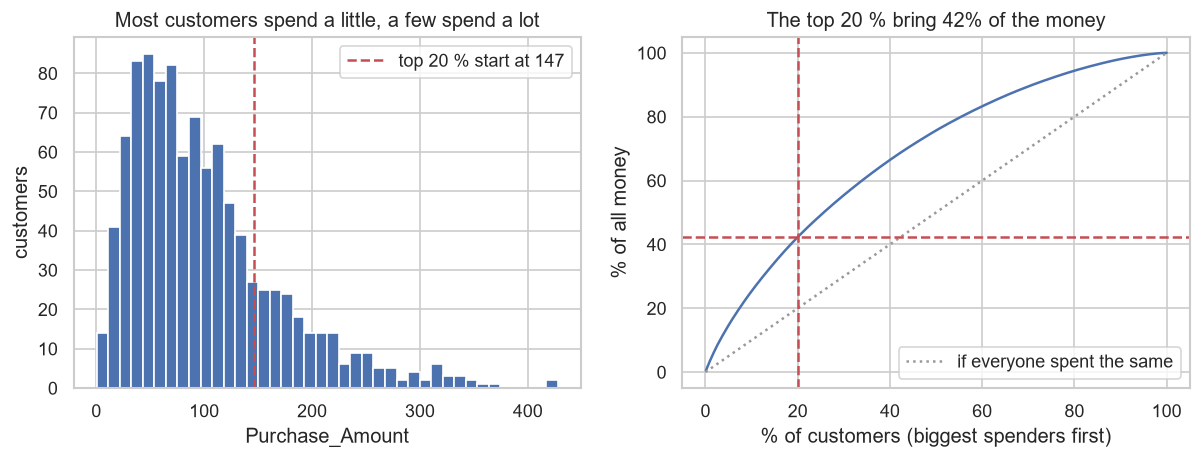 Most customers spend a little, a few spend a lot
top 20 % start at 147
customers
80
70
60
50
40
30
20
10
0
0 100 200 300 400
Purchase_Amount
The top 20 % bring 42% of the money
% of all money
100
80
60
40
20
0
if everyone spent the same
0 20 40 60 80 100
% of customers (biggest spenders first)